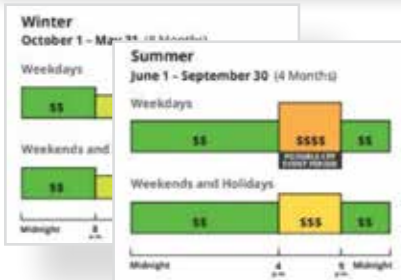 Winter
October 1 - May 31 (8 Months)
Weekdays
$$
Weekends and
$$
Midnight
8
a.m.
Summer
June 1 - September 30 (4 Months)
Weekdays
$$
$$$$
$$
POSSIBLE CPP
EVENT PERIOD
Weekends and Holidays
$$
$$$
$$
Midnight
4
p.m.
9
p.m.
Midnight